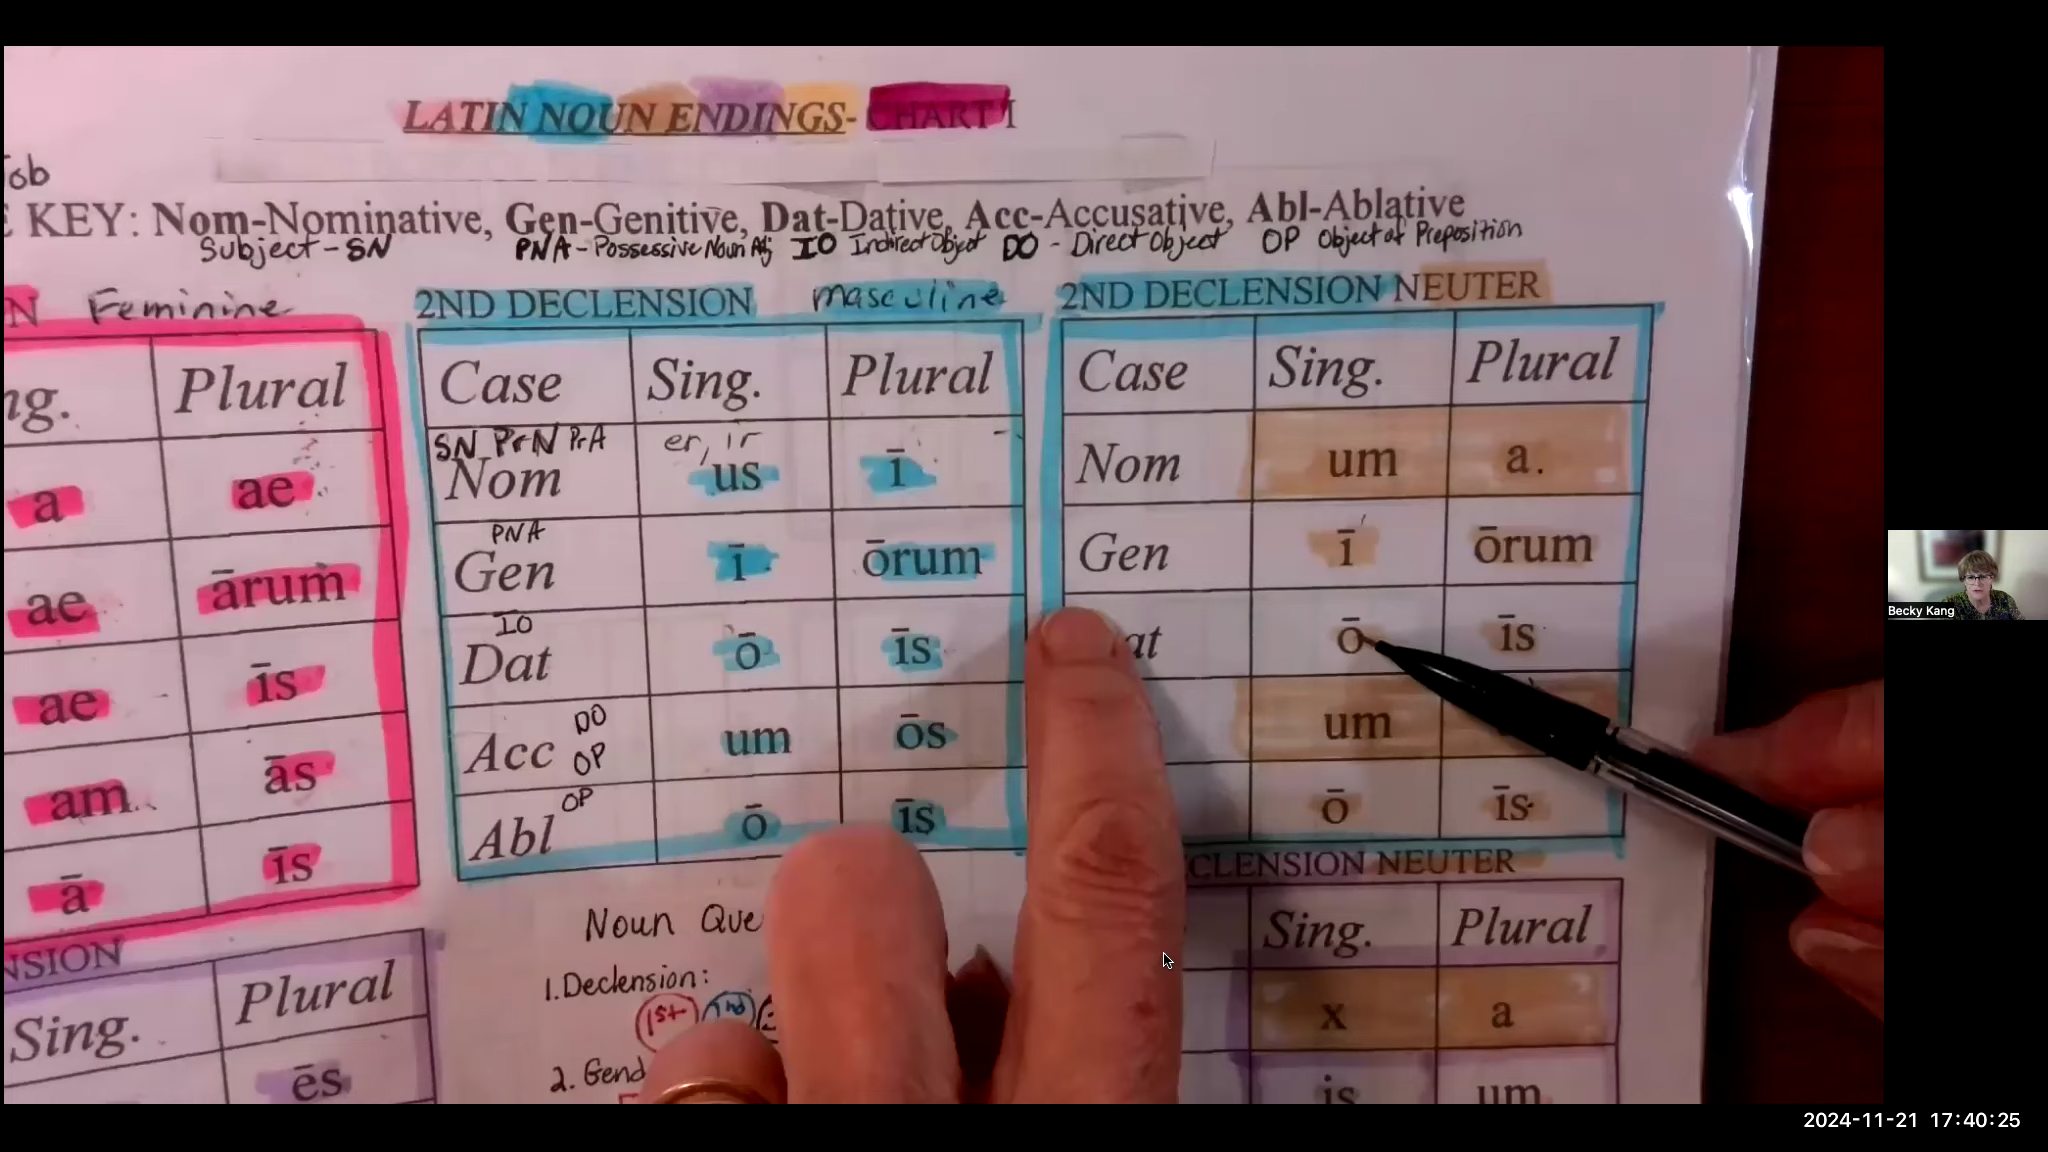 LATIN NOUN ENDINGS- CHART I
Job
KEY: Nom-Nominative, Gen-Genitive, Dat-Dative, Acc-Accusative, Abl-Ablative
Subject - SN PNA - Possessive Noun Adj IO Indirect Object DO - Direct Object OP Object of Preposition
N Feminine
ng. Plural
a ae
ae ārum
ae īs
am ās
ā īs
2ND DECLENSION masculine
Case Sing. Plural
SN PrN PrA er, ir
Nom us ī
PNA
Gen ī ōrum
IO
Dat ō īs
DO
Acc um ōs
OP
OP
Abl ō īs
2ND DECLENSION NEUTER
Case Sing. Plural
Nom um a.
Gen ī ōrum
at ō īs
um
ō īs
NSION
Sing. Plural
ēs
Noun Que
1. Declension:
1st 2nd
2. Gend
CLENSION NEUTER
Sing. Plural
x a
is um
Becky Kang
2024-11-21 17:40:25